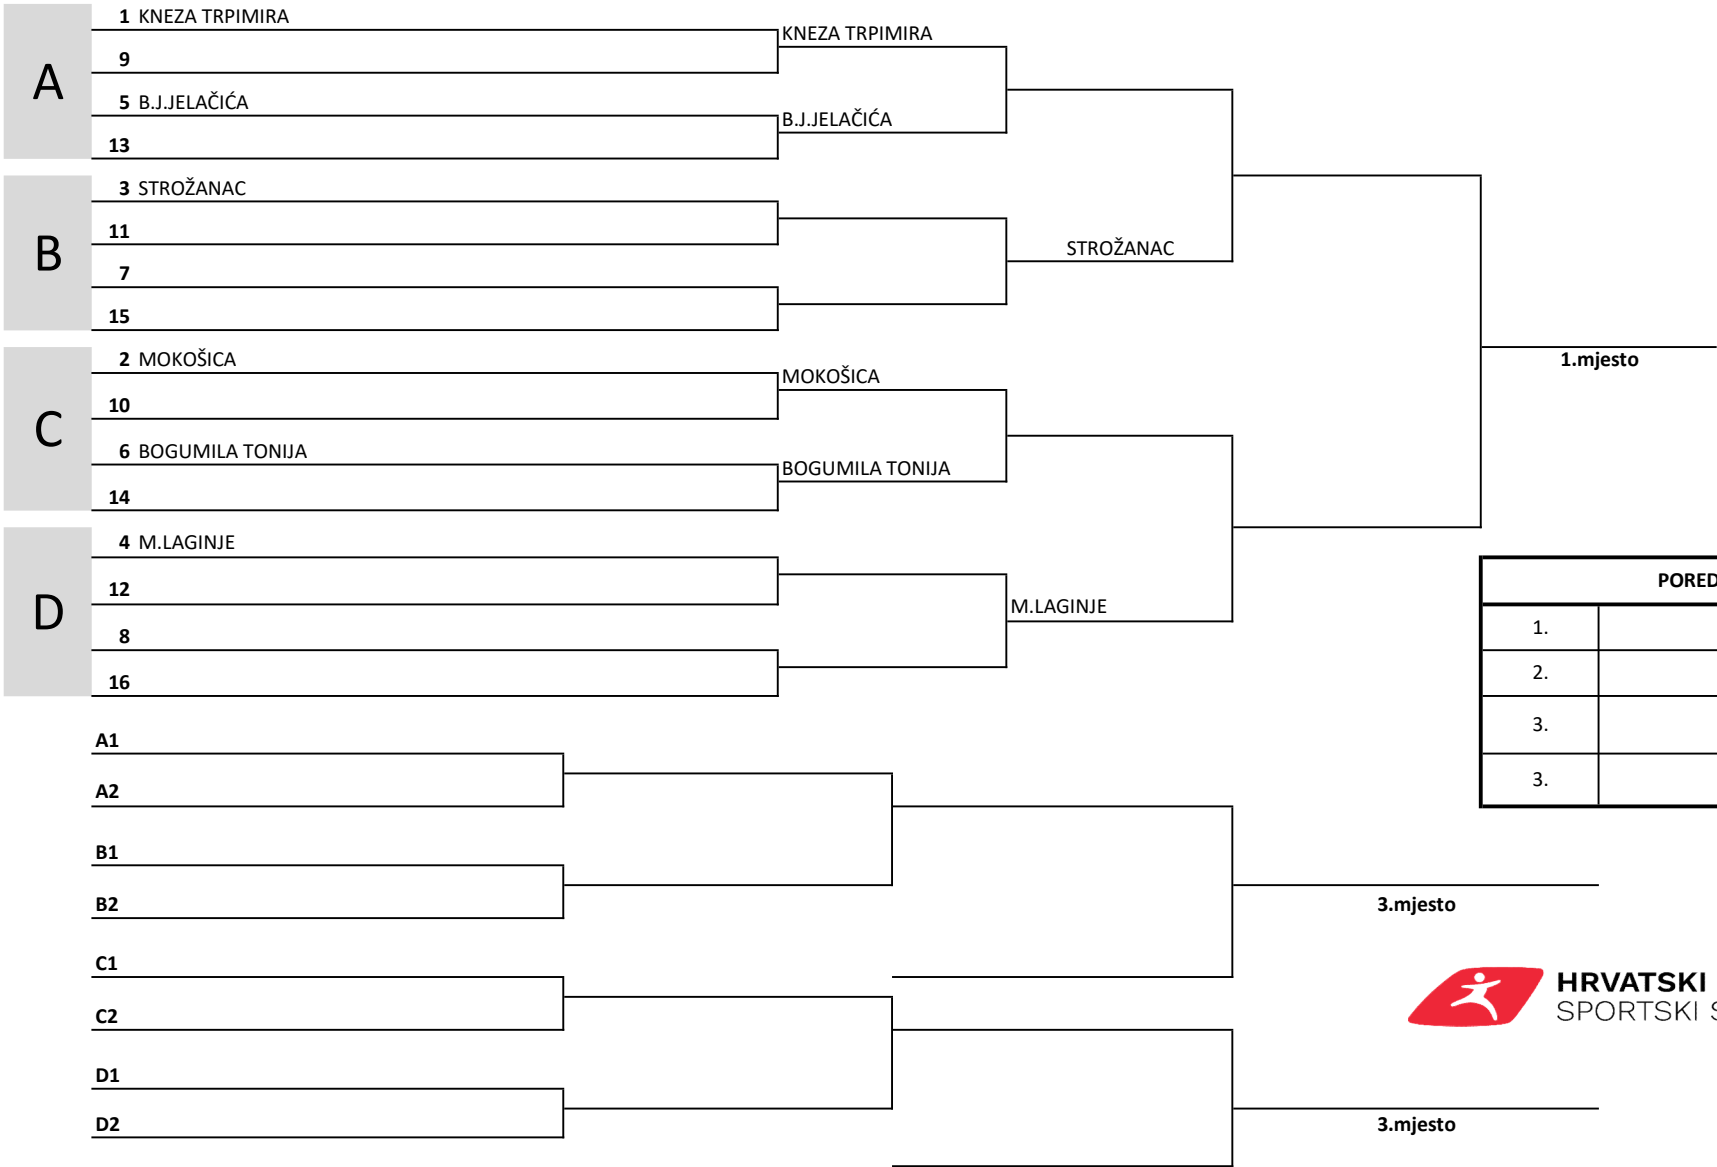 A
1 KNEZA TRPIMIRA
KNEZA TRPIMIRA
9
5 B.J.JELAČIĆA
B.J.JELAČIĆA
13
B
3 STROŽANAC
11
STROŽANAC
7
15
C
2 MOKOŠICA
MOKOŠICA
1.mjesto
10
6 BOGUMILA TONIJA
BOGUMILA TONIJA
14
D
4 M.LAGINJE
12
M.LAGINJE
8
16
PORED
1.
2.
3.
3.
A1
A2
B1
B2
3.mjesto
C1
C2
HRVATSKI
SPORTSKI S
D1
D2
3.mjesto